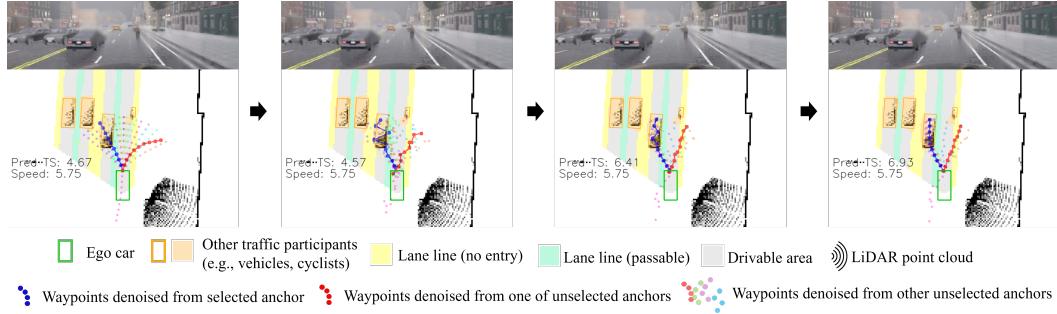 Pred TS: 4.67
Speed: 5.75
Pred TS: 4.57
Speed: 5.75
Pred TS: 6.41
Speed: 5.75
Pred TS: 6.93
Speed: 5.75
Ego car
Other traffic participants
(e.g., vehicles, cyclists)
Lane line (no entry)
Lane line (passable)
Drivable area
LiDAR point cloud
Waypoints denoised from selected anchor
Waypoints denoised from one of unselected anchors
Waypoints denoised from other unselected anchors